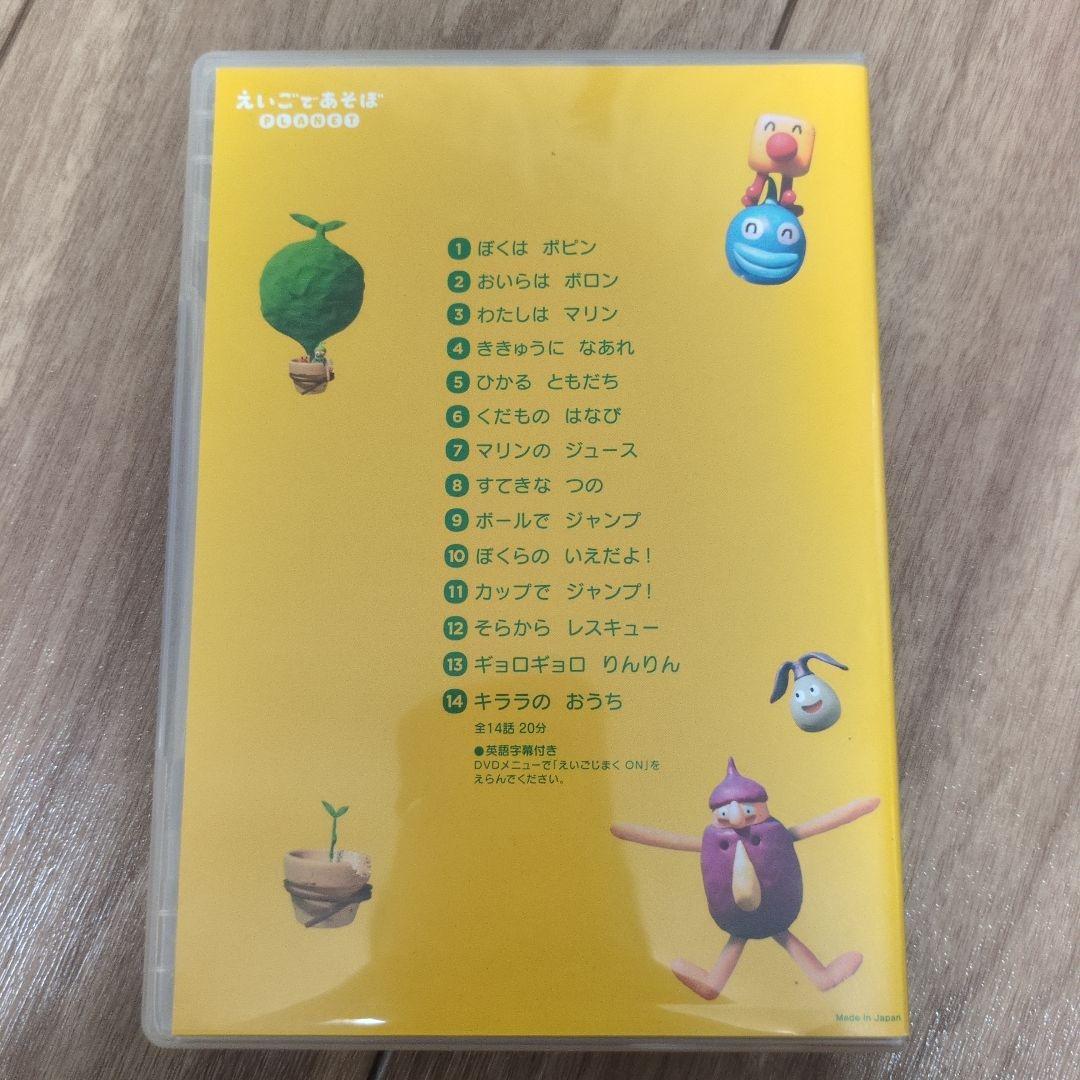 えいごであそぼ
PLANET
1 ぼくは ポピン
2 おいらは ボロン
3 わたしは マリン
4 ききゅうに なあれ
5 ひかる ともだち
6 くだもの はなび
7 マリンの ジュース
8 すてきな つの
9 ボールで ジャンプ
10 ぼくらの いえだよ!
11 カップで ジャンプ!
12 そらから レスキュー
13 ギョロギョロ りんりん
14 キララの おうち
全14話 20分
●英語字幕付き
DVDメニューで「えいごじまく ON」を
えらんでください。
Made in Japan